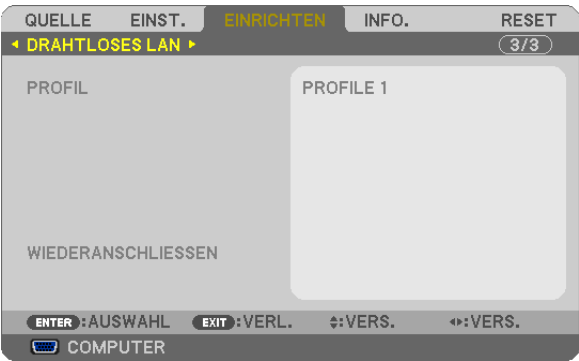 QUELLE EINST. EINRICHTEN INFO. RESET
DRAHTLOSES LAN 3/3
PROFIL PROFILE 1
WIEDERANSCHLIESSEN
ENTER :AUSWAHL EXIT :VERL. :VERS. :VERS.
COMPUTER